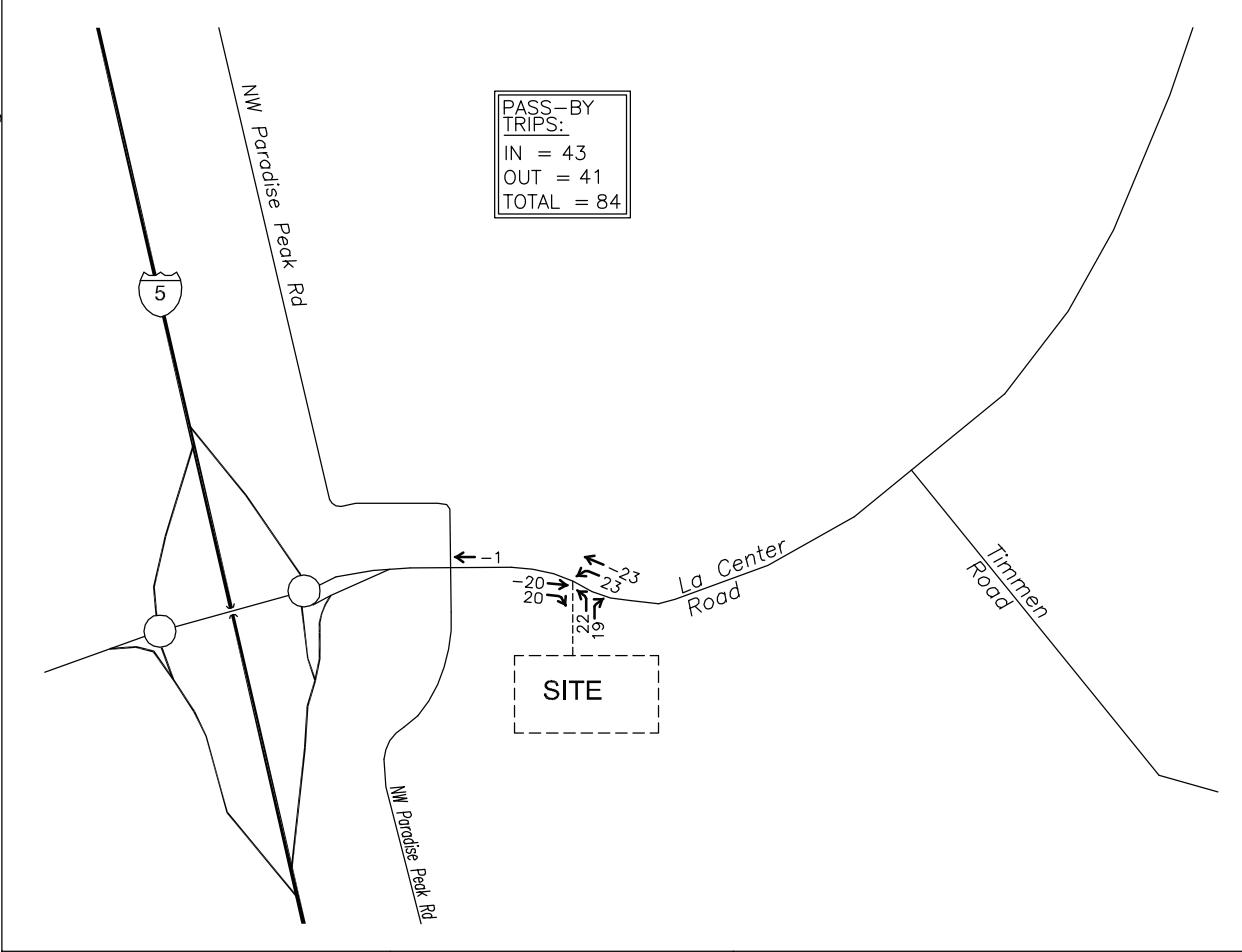 NW Paradise Peak Rd
PASS-BY
TRIPS:
IN = 43
OUT = 41
TOTAL = 84
5
-1
-23
23
-20
20
22
19
La Center
Road
Timmen
Road
SITE
NW Paradise Peak Rd